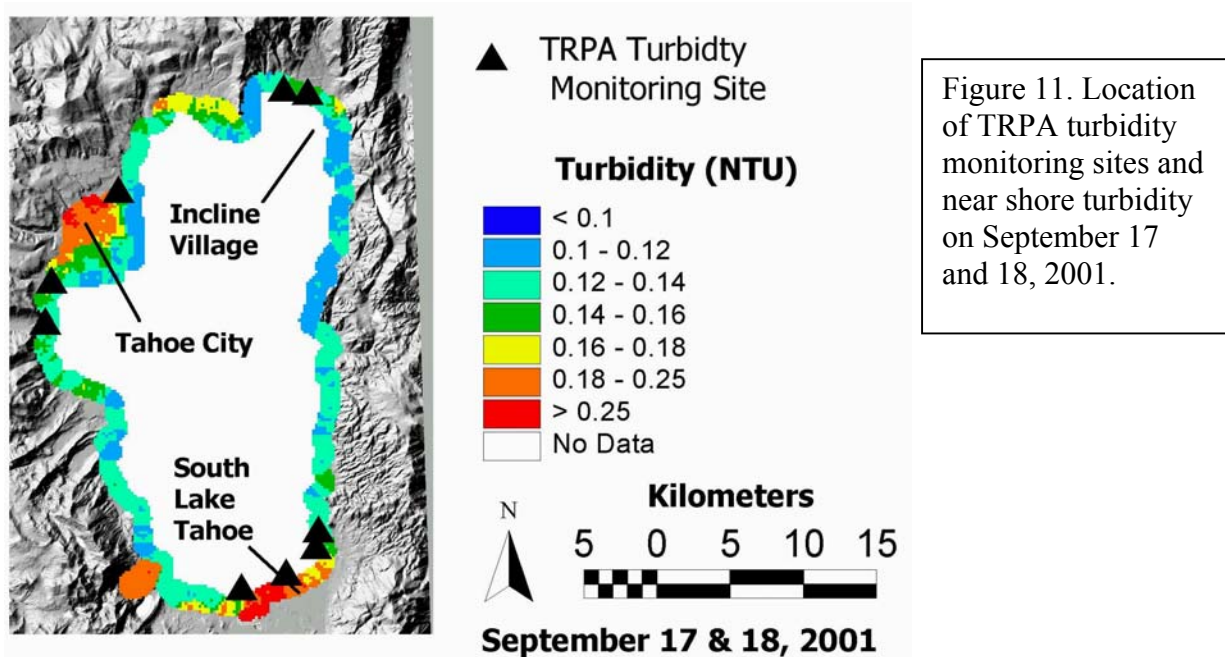 TRPA Turbidty
Monitoring Site
Turbidity (NTU)
< 0.1
0.1 - 0.12
0.12 - 0.14
0.14 - 0.16
0.16 - 0.18
0.18 - 0.25
> 0.25
No Data
Incline
Village
Tahoe City
South
Lake
Tahoe
N
Kilometers
5 0 5 10 15
September 17 & 18, 2001
Figure 11. Location
of TRPA turbidity
monitoring sites and
near shore turbidity
on September 17
and 18, 2001.